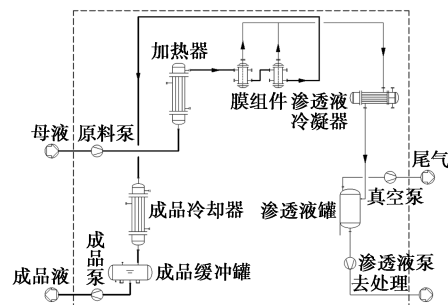 加热器
膜组件
渗透液
冷凝器
母液
原料泵
尾气
真空泵
成品冷却器
渗透液罐
成品泵
渗透液泵
去处理
成品液
成品缓冲罐